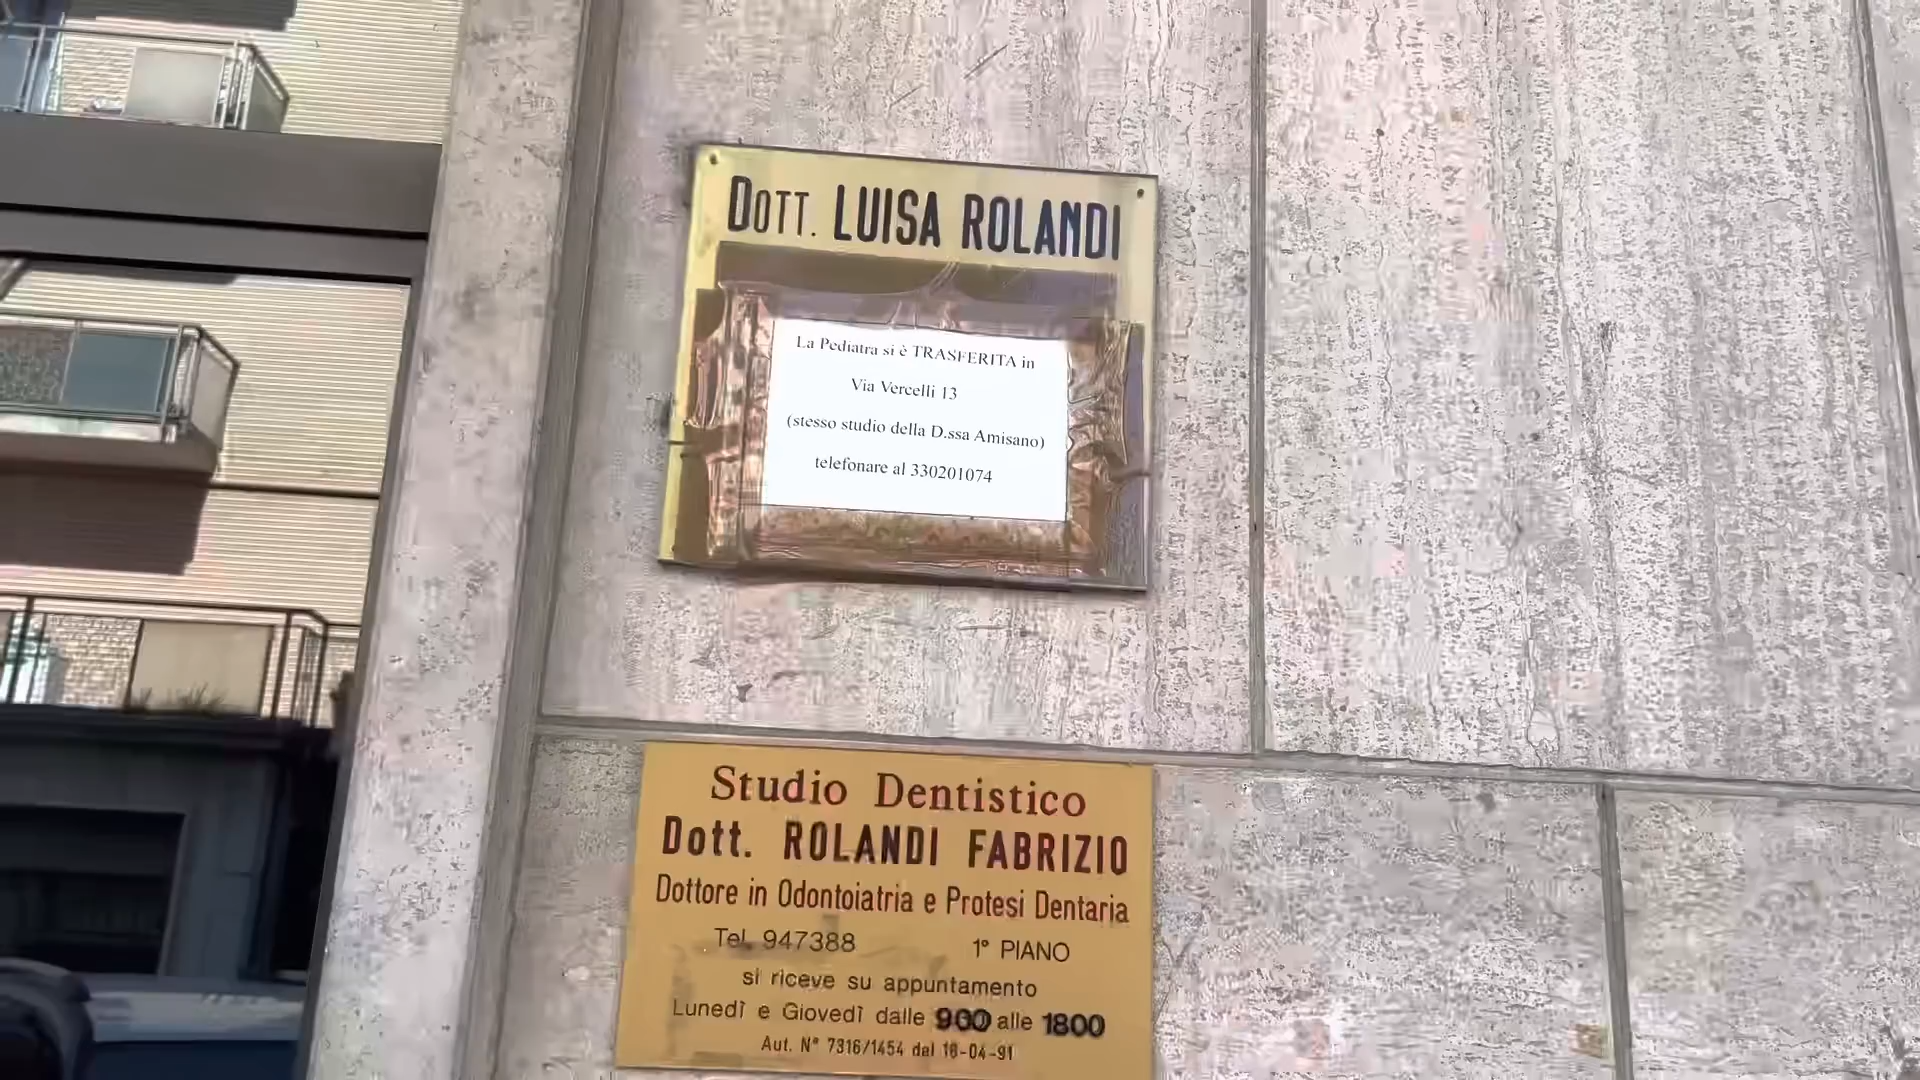 DOTT. LUISA ROLANDI
La Pediatra si è TRASFERITA in
Via Vercelli 13
(stesso studio della D.ssa Amisano)
telefonare al 330201074
Studio Dentistico
Dott. ROLANDI FABRIZIO
Dottore in Odontoiatria e Protesi Dentaria
Tel. 947388 1° PIANO
si riceve su appuntamento
Lunedì e Giovedì dalle 900 alle 1800
Aut. N° 7316/1454 del 18-04-91